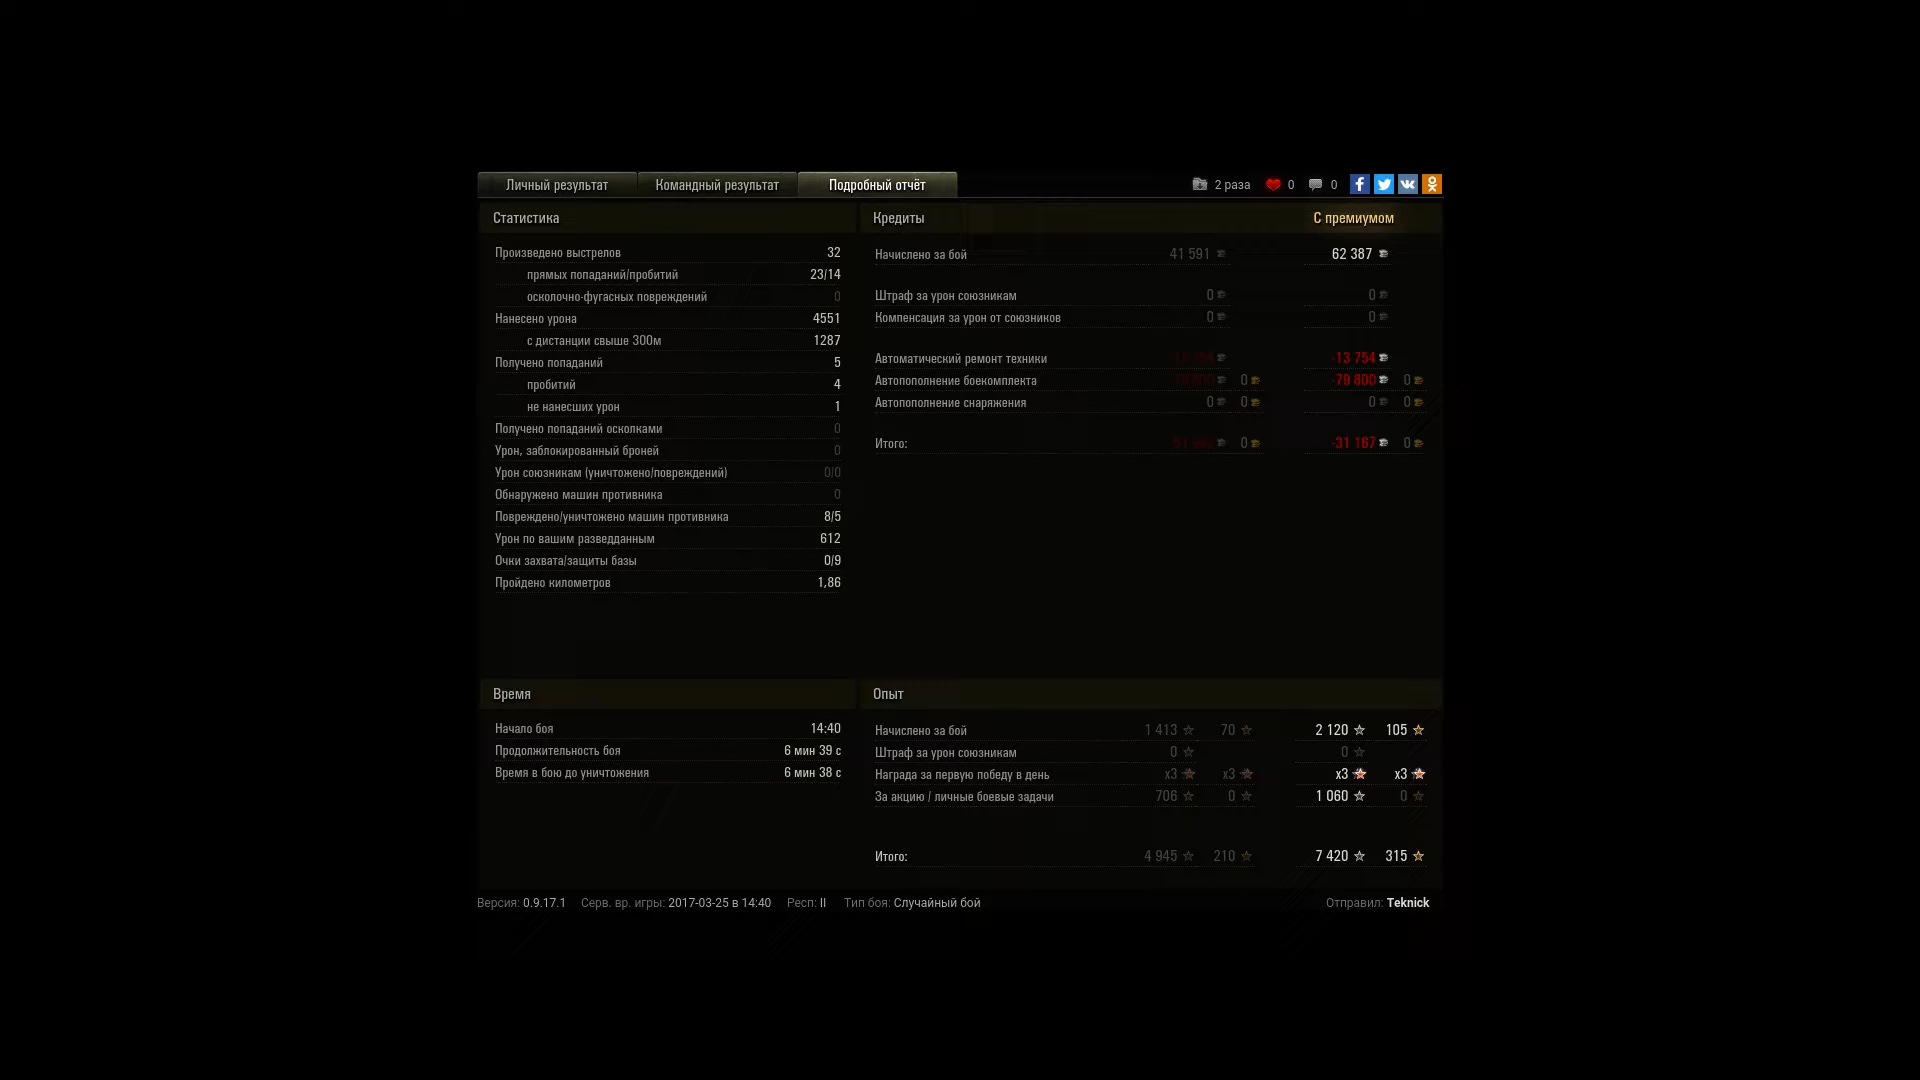 Личный результат Командный результат Подробный отчёт 2 раза 0 0
Статистика
Произведено выстрелов 32
прямых попаданий/пробитий 23/14
осколочно-фугасных повреждений 0
Нанесено урона 4551
с дистанции свыше 300м 1287
Получено попаданий 5
пробитий 4
не нанесших урон 1
Получено попаданий осколками 0
Урон, заблокированный броней 0
Урон союзникам (уничтожено/повреждений) 0/0
Обнаружено машин противника 0
Повреждено/уничтожено машин противника 8/5
Урон по вашим разведданным 612
Очки захвата/защиты базы 0/9
Пройдено километров 1,86
Кредиты С премиумом
Начислено за бой 41 591 62 387
Штраф за урон союзникам 0 0
Компенсация за урон от союзников 0 0
Автоматический ремонт техники -13 754
Автопополнение боекомплекта 0 -79 800 0
Автопополнение снаряжения 0 0 0 0
Итого: 0 -31 167 0
Время
Начало боя 14:40
Продолжительность боя 6 мин 39 с
Время в бою до уничтожения 6 мин 38 с
Опыт
Начислено за бой 1 413 70 2 120 105
Штраф за урон союзникам 0 0
Награда за первую победу в день x3 x3 x3 x3
За акцию / личные боевые задачи 706 0 1 060 0
Итого: 4 945 210 7 420 315
Версия: 0.9.17.1 Серв. вр. игры: 2017-03-25 в 14:40 Респ: II Тип боя: Случайный бой Отправил: Teknick